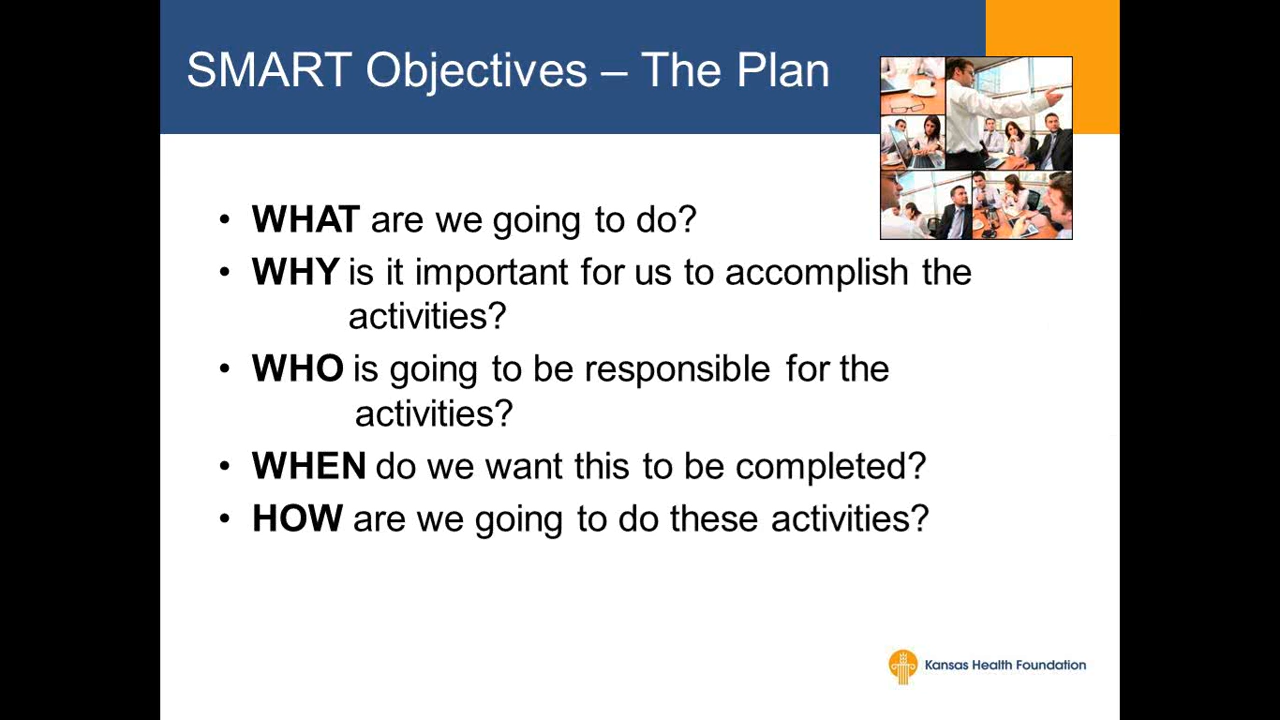 SMART Objectives – The Plan
• WHAT are we going to do?
• WHY is it important for us to accomplish the
activities?
• WHO is going to be responsible for the
activities?
• WHEN do we want this to be completed?
• HOW are we going to do these activities?
Kansas Health Foundation